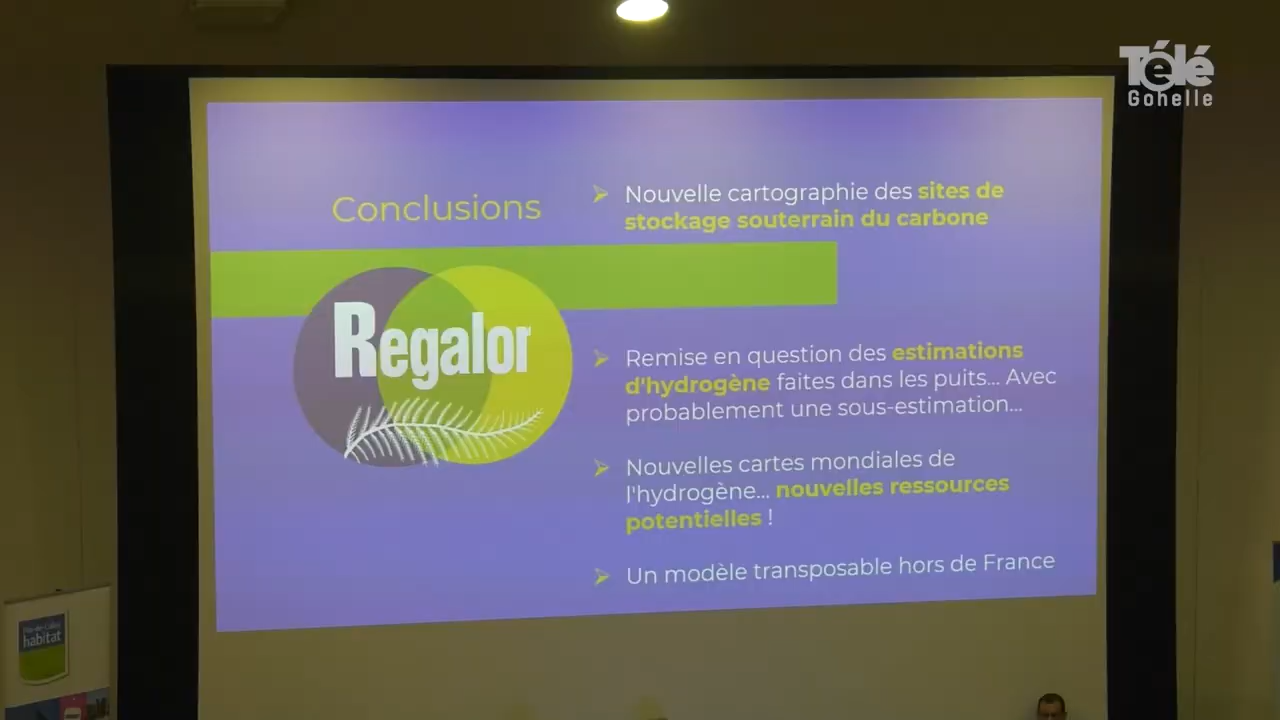 Télé
Gohelle
Conclusions
Nouvelle cartographie des sites de
stockage souterrain du carbone
Regalor
Remise en question des estimations
d'hydrogène faites dans les puits... Avec
probablement une sous-estimation...
Nouvelles cartes mondiales de
l'hydrogène... nouvelles ressources
potentielles !
Un modèle transposable hors de France
habitat